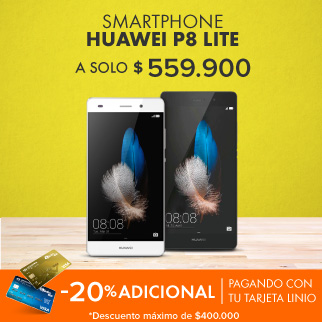 SMARTPHONE
HUAWEI P8 LITE
A SOLO $ 559.900
08:08
08:08
HUAWEI
HUAWEI
-20% ADICIONAL
PAGANDO CON
TU TARJETA LINIO
VISA
*Descuento máximo de $400.000